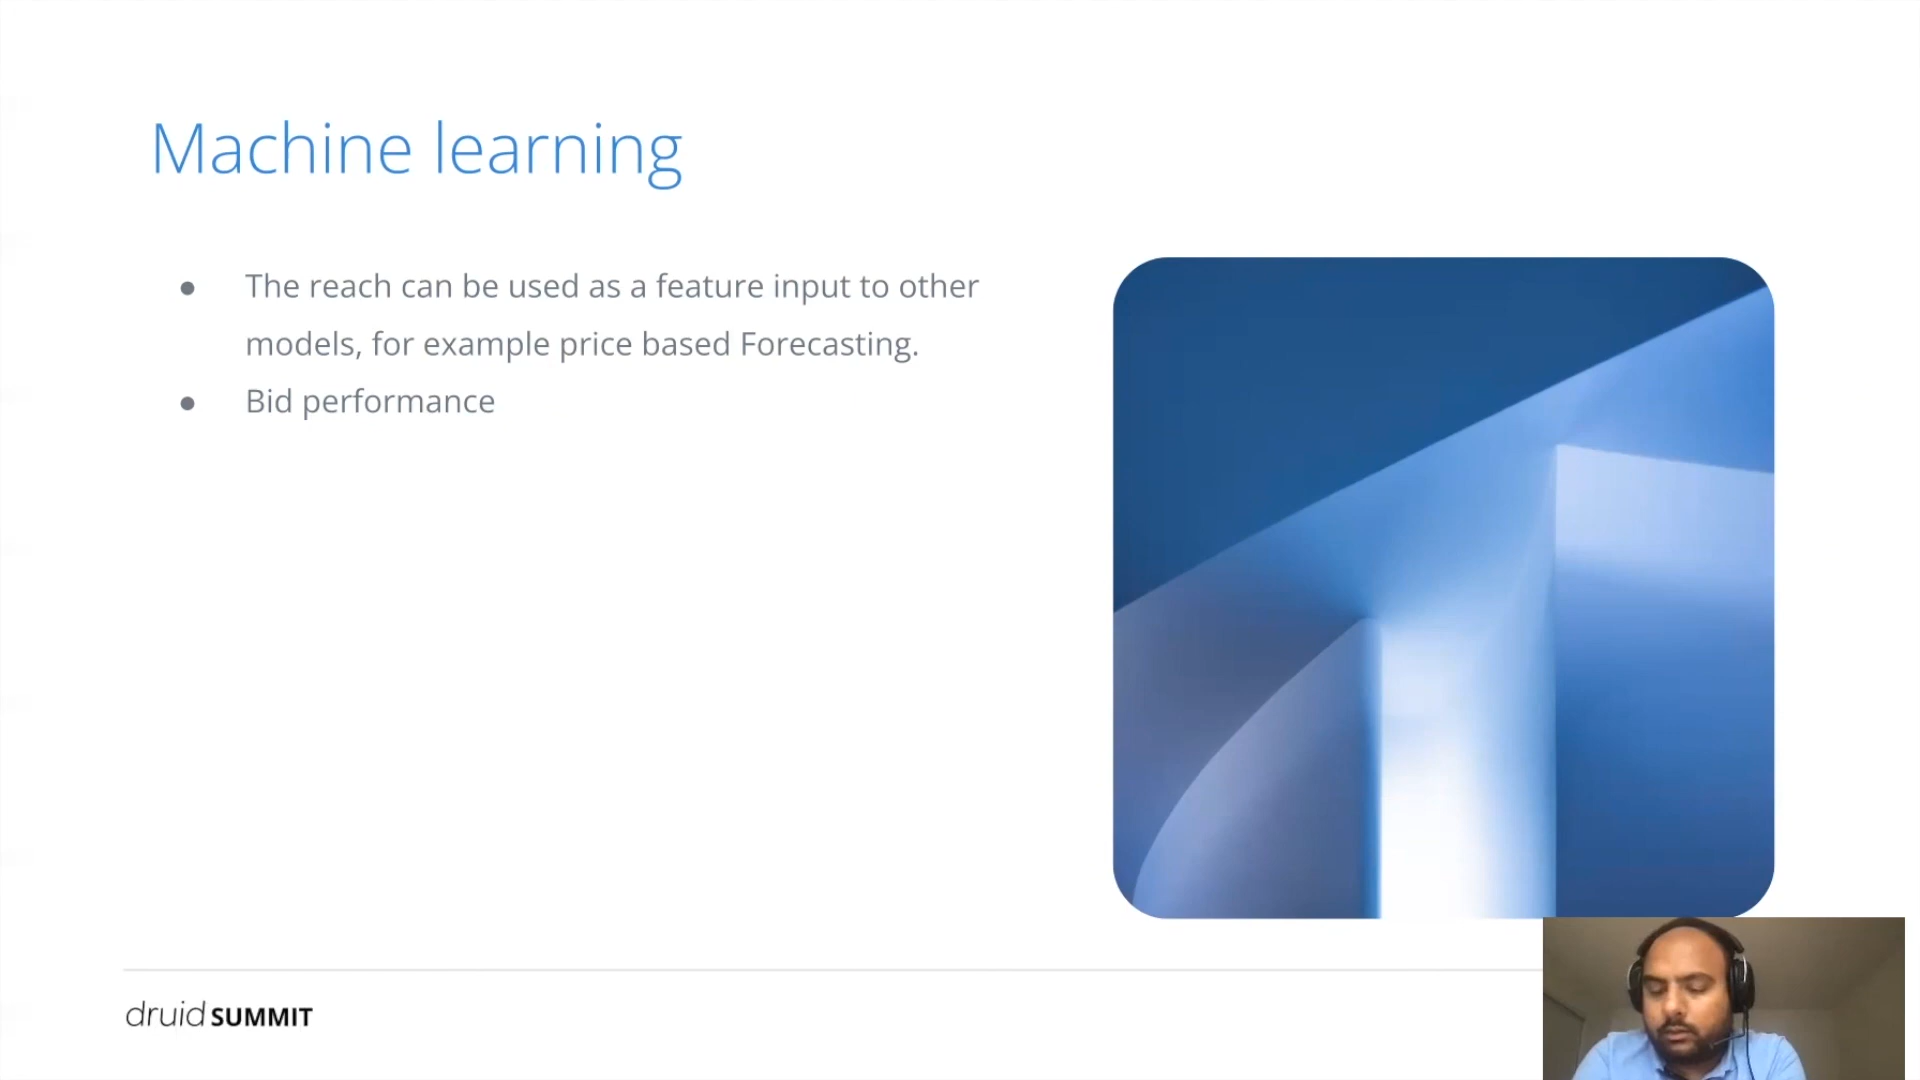 Machine learning
● The reach can be used as a feature input to other
models, for example price based Forecasting.
● Bid performance
druid SUMMIT